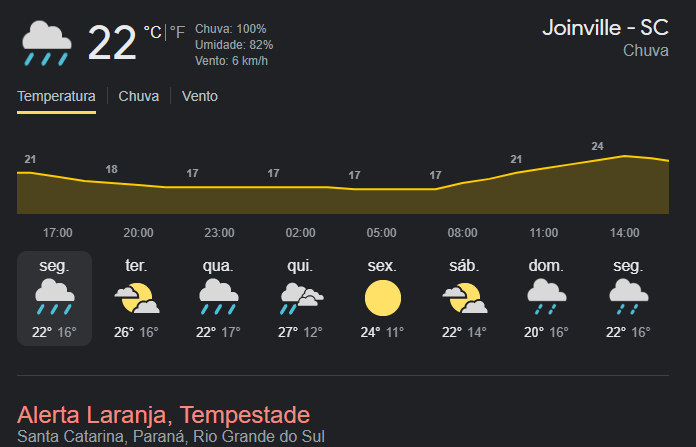 22 °C | °F
Chuva: 100%
Umidade: 82%
Vento: 6 km/h
Joinville - SC
Chuva
Temperatura | Chuva | Vento
21 18 17 17 17 17 21 24
17:00 20:00 23:00 02:00 05:00 08:00 11:00 14:00
seg. ter. qua. qui. sex. sáb. dom. seg.
22° 16° 26° 16° 22° 17° 27° 12° 24° 11° 22° 14° 20° 16° 22° 16°
Alerta Laranja, Tempestade
Santa Catarina, Paraná, Rio Grande do Sul